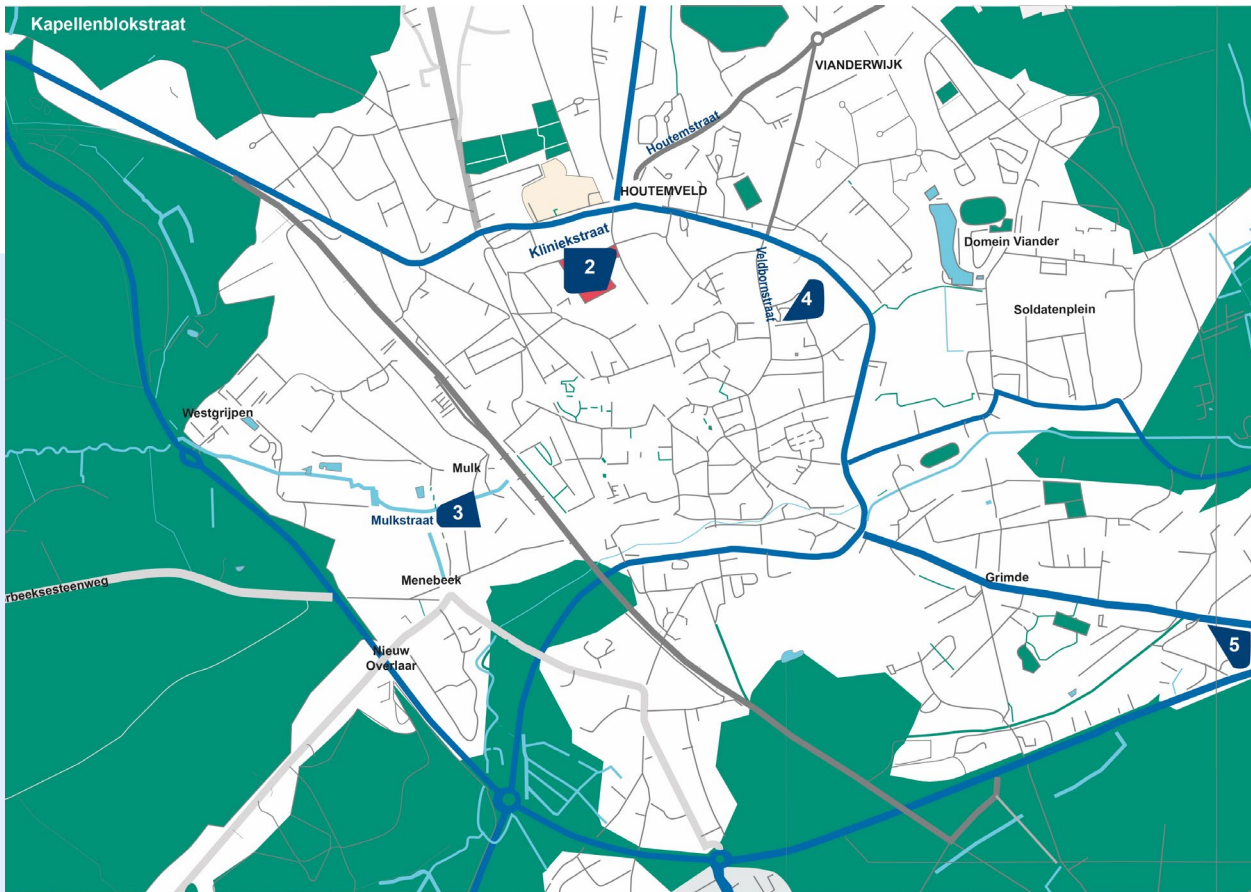 Kapellenblokstraat
VIANDERWIJK
Houtemstraat
HOUTEMVELD
Kliniekstraat
2
Veldbornstraat
4
Domein Viander
Soldatenplein
Westgrijpen
Mulk
Mulkstraat
3
Menebeek
Grimde
rbeeksesteenweg
Nieuw
Overlaar
5